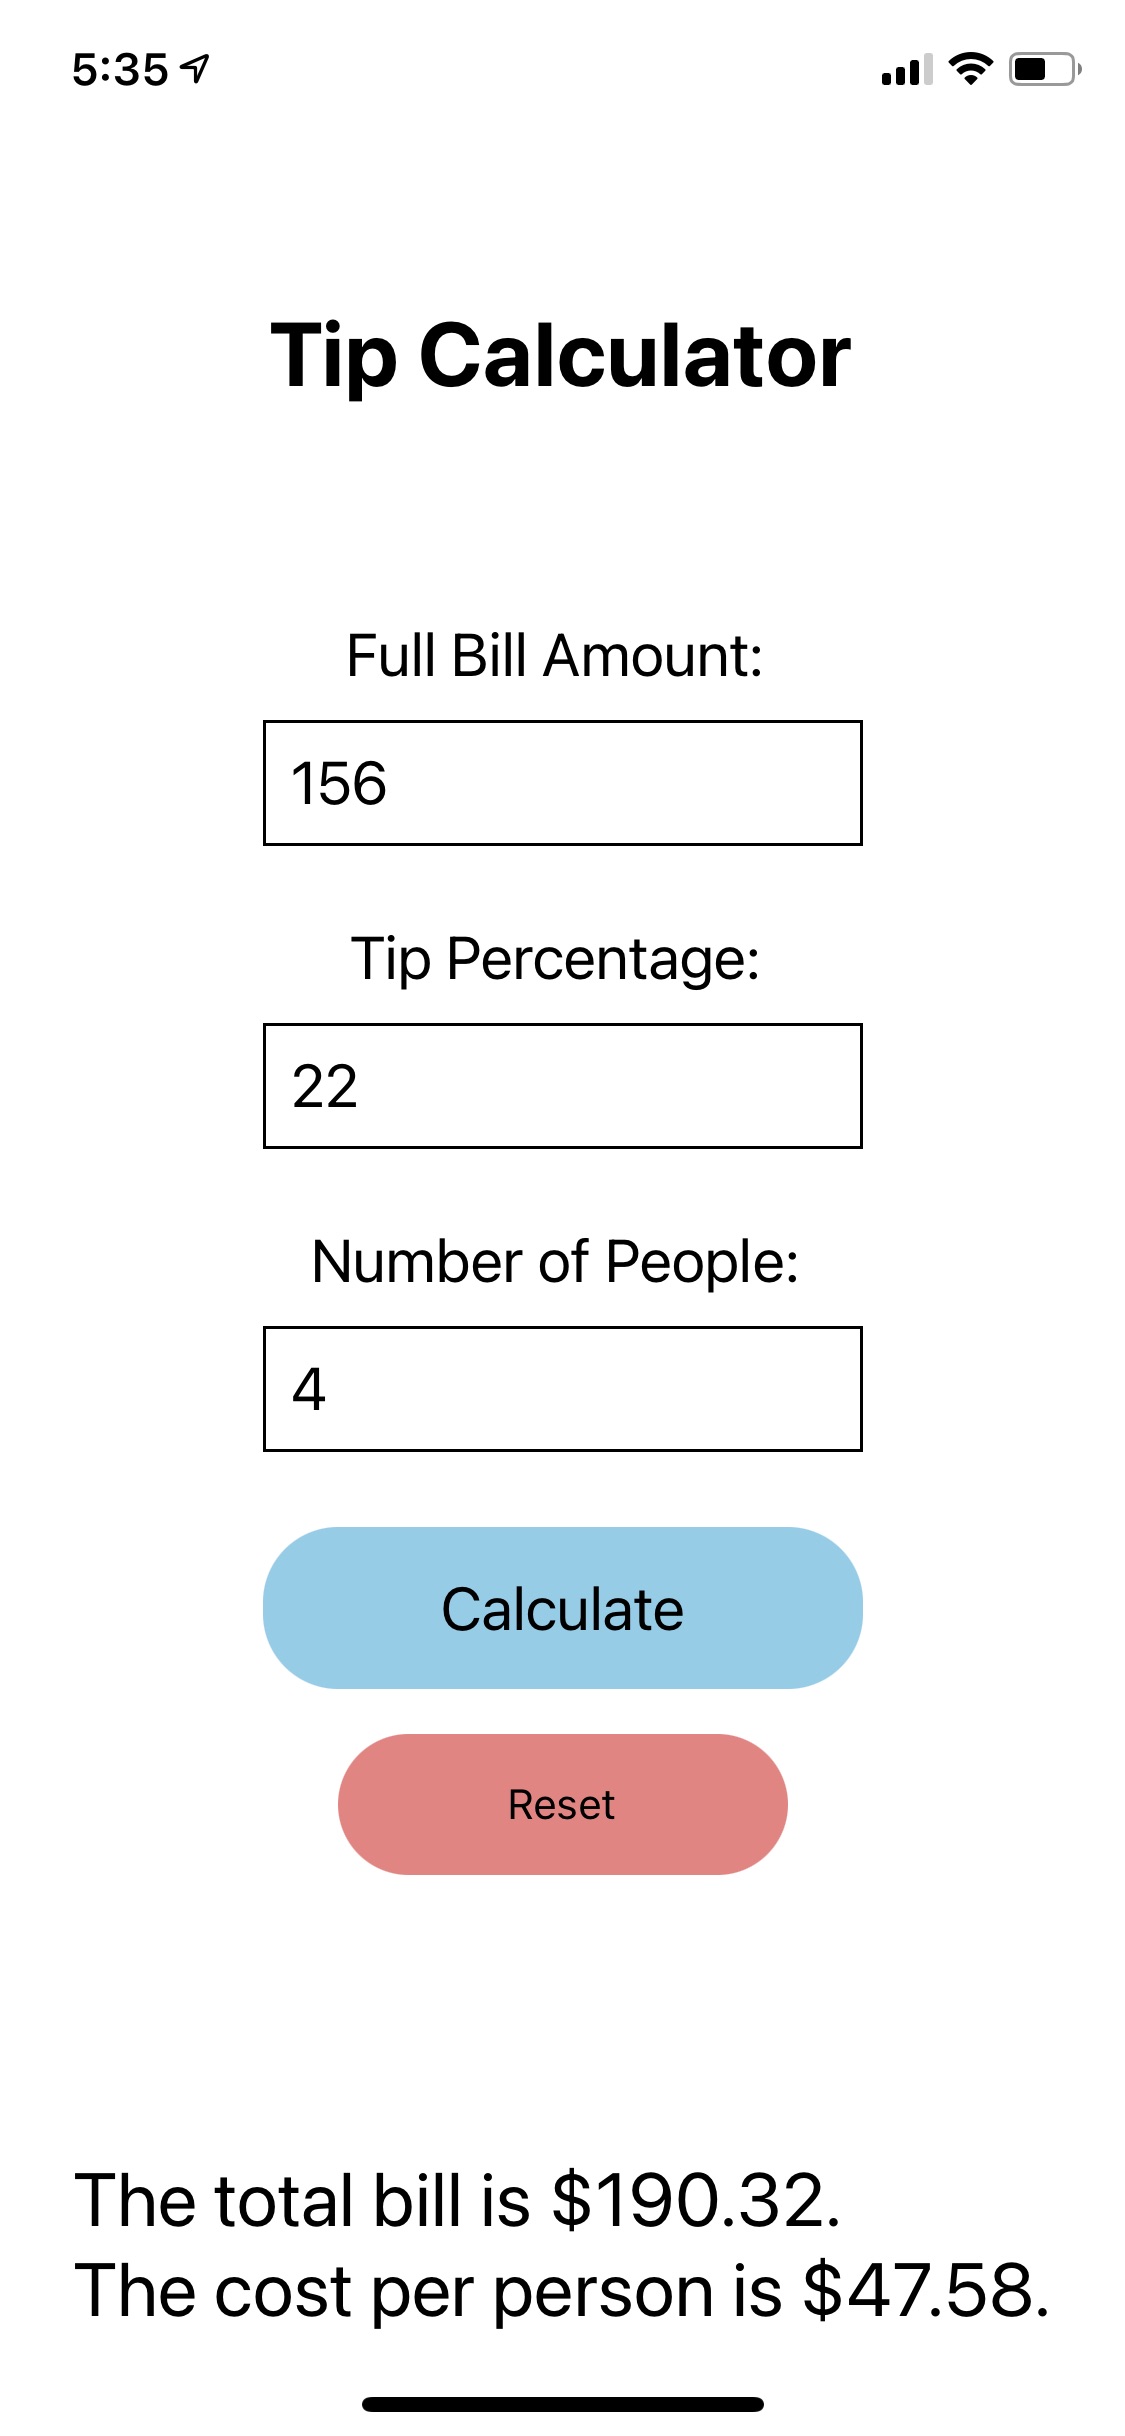 5:35
Tip Calculator
Full Bill Amount:
156
Tip Percentage:
22
Number of People:
4
Calculate
Reset
The total bill is $190.32.
The cost per person is $47.58.